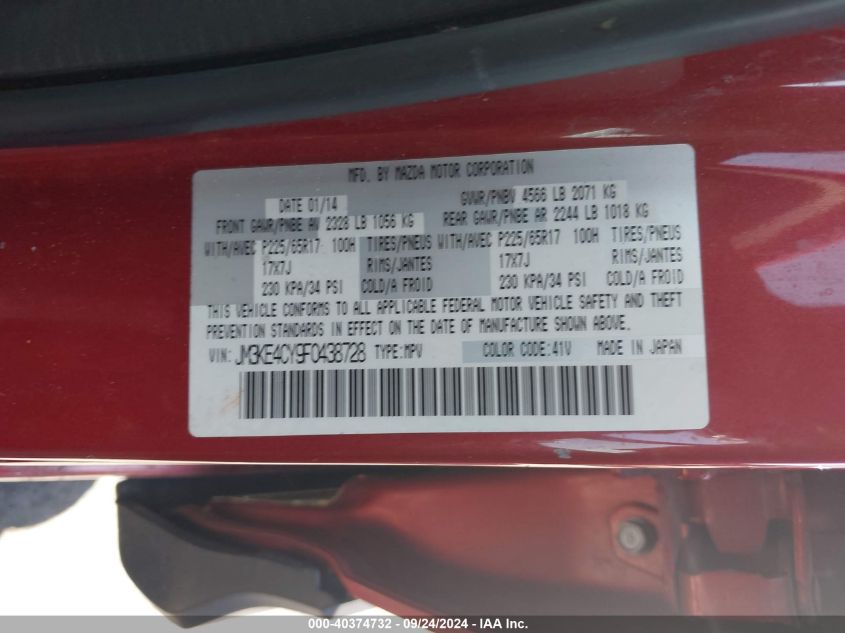 MFD. BY MAZDA MOTOR CORPORATION
DATE 01/14 GVWR/PNBV 4566 LB 2071 KG
FRONT GAWR/PNBE AV 2328 LB 1056 KG REAR GAWR/PNBE AR 2244 LB 1018 KG
WITH/AVEC P225/65R17 100H TIRES/PNEUS WITH/AVEC P225/65R17 100H TIRES/PNEUS
17X7J RIMS/JANTES 17X7J RIMS/JANTES
230 KPA/34 PSI COLD/A FROID 230 KPA/34 PSI COLD/A FROID
THIS VEHICLE CONFORMS TO ALL APPLICABLE FEDERAL MOTOR VEHICLE SAFETY AND THEFT
PREVENTION STANDARDS IN EFFECT ON THE DATE OF MANUFACTURE SHOWN ABOVE.
VIN: JM3KE4CY9F0438728 TYPE:MPV COLOR CODE:41V MADE IN JAPAN
000-40374732 - 09/24/2024 - IAA, Inc.